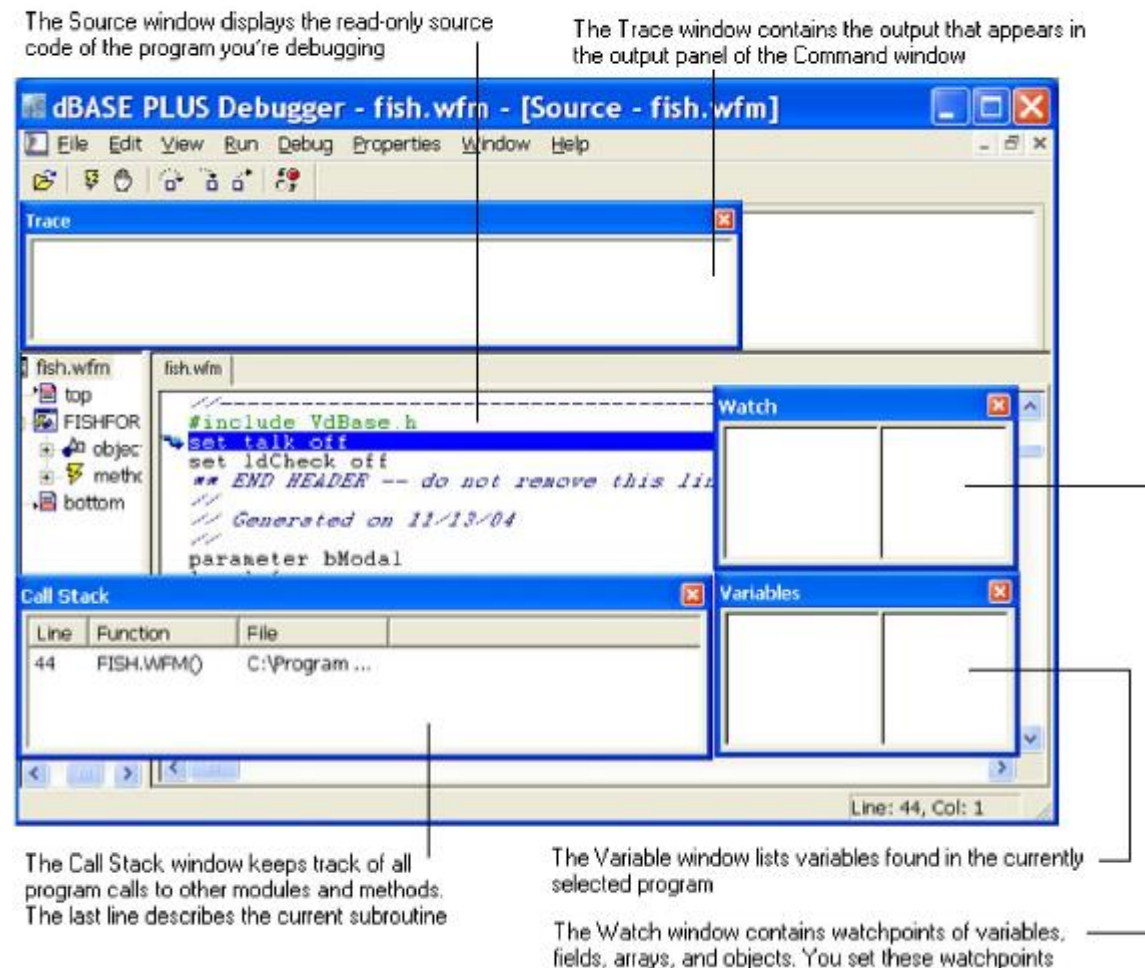 The Source window displays the read-only source
code of the program you're debugging
The Trace window contains the output that appears in
the output panel of the Command window
dBASE PLUS Debugger - fish.wfm - [Source - fish.wfm]
File Edit View Run Debug Properties Window Help
Trace
fish.wfm
top
FISHFOR
objec
metho
bottom
fish.wfm
//--------------------------------------------------
#include VdBase.h
set talk off
set ldCheck off
** END HEADER -- do not remove this lin
//
// Generated on 11/13/04
//
parameter bModal
Watch
Call Stack
Line Function File
44 FISH.WFM() C:\Program ...
Variables
Line: 44, Col: 1
The Call Stack window keeps track of all
program calls to other modules and methods.
The last line describes the current subroutine
The Variable window lists variables found in the currently
selected program
The Watch window contains watchpoints of variables,
fields, arrays, and objects. You set these watchpoints